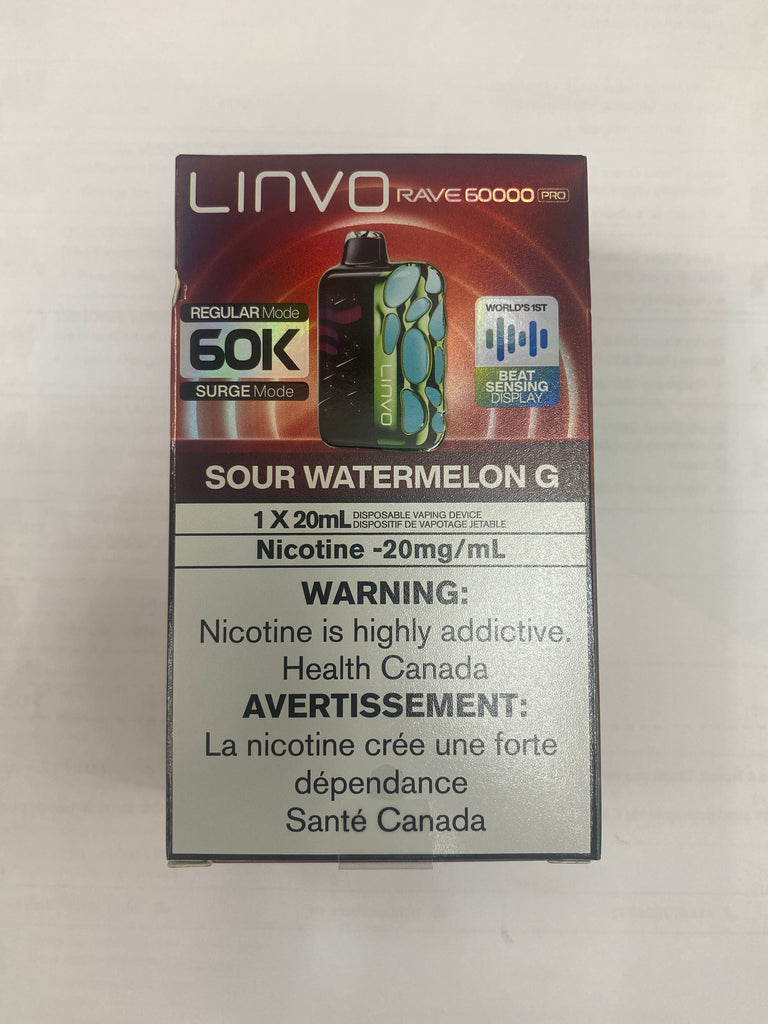 LINVO RAVE 60000 PRO
REGULAR Mode
60K
SURGE Mode
LINVO
WORLD'S 1ST
BEAT
SENSING
DISPLAY
SOUR WATERMELON G
1 X 20mL DISPOSABLE VAPING DEVICE
DISPOSITIF DE VAPOTAGE JETABLE
Nicotine -20mg/mL
WARNING:
Nicotine is highly addictive.
Health Canada
AVERTISSEMENT:
La nicotine crée une forte
dépendance
Santé Canada